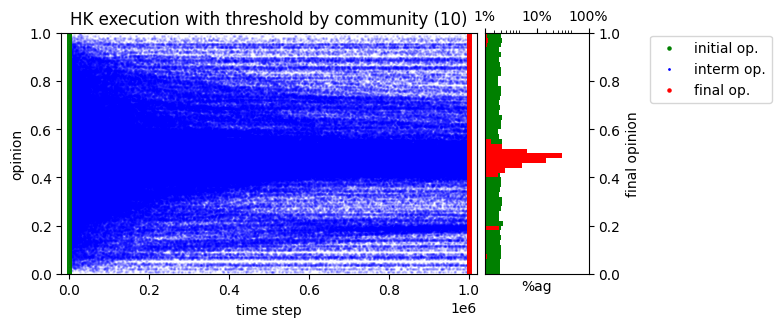 HK execution with threshold by community (10)
1% 10% 100%
1.0 1.0
0.8 0.8
0.6 0.6
0.4 0.4
0.2 0.2
0.0 0.0
opinion
final opinion
0.0 0.2 0.4 0.6 0.8 1.0
1e6
time step
%ag
initial op.
interm op.
final op.